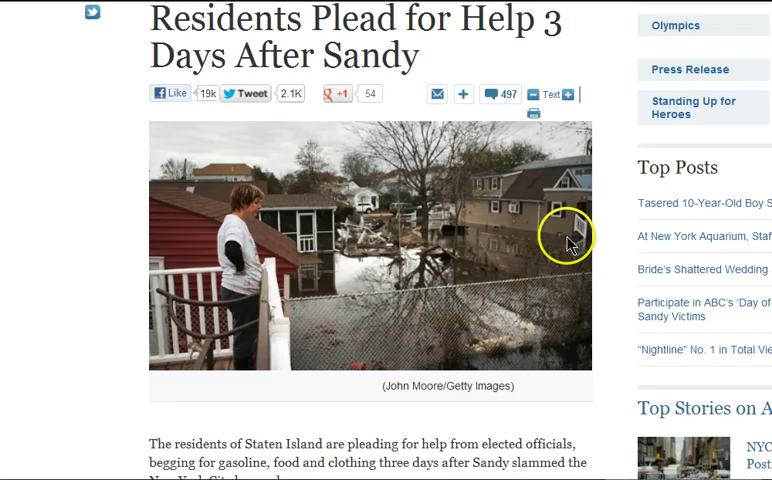 Residents Plead for Help 3
Days After Sandy
Like 19k Tweet 2.1K +1 54 497 Text
(John Moore/Getty Images)
The residents of Staten Island are pleading for help from elected officials,
begging for gasoline, food and clothing three days after Sandy slammed the
Olympics
Press Release
Standing Up for
Heroes
Top Posts
Tasered 10-Year-Old Boy S
At New York Aquarium, Staf
Bride's Shattered Wedding
Participate in ABC's ‘Day of
Sandy Victims
“Nightline” No. 1 in Total Vie
Top Stories on A
NYC
Post